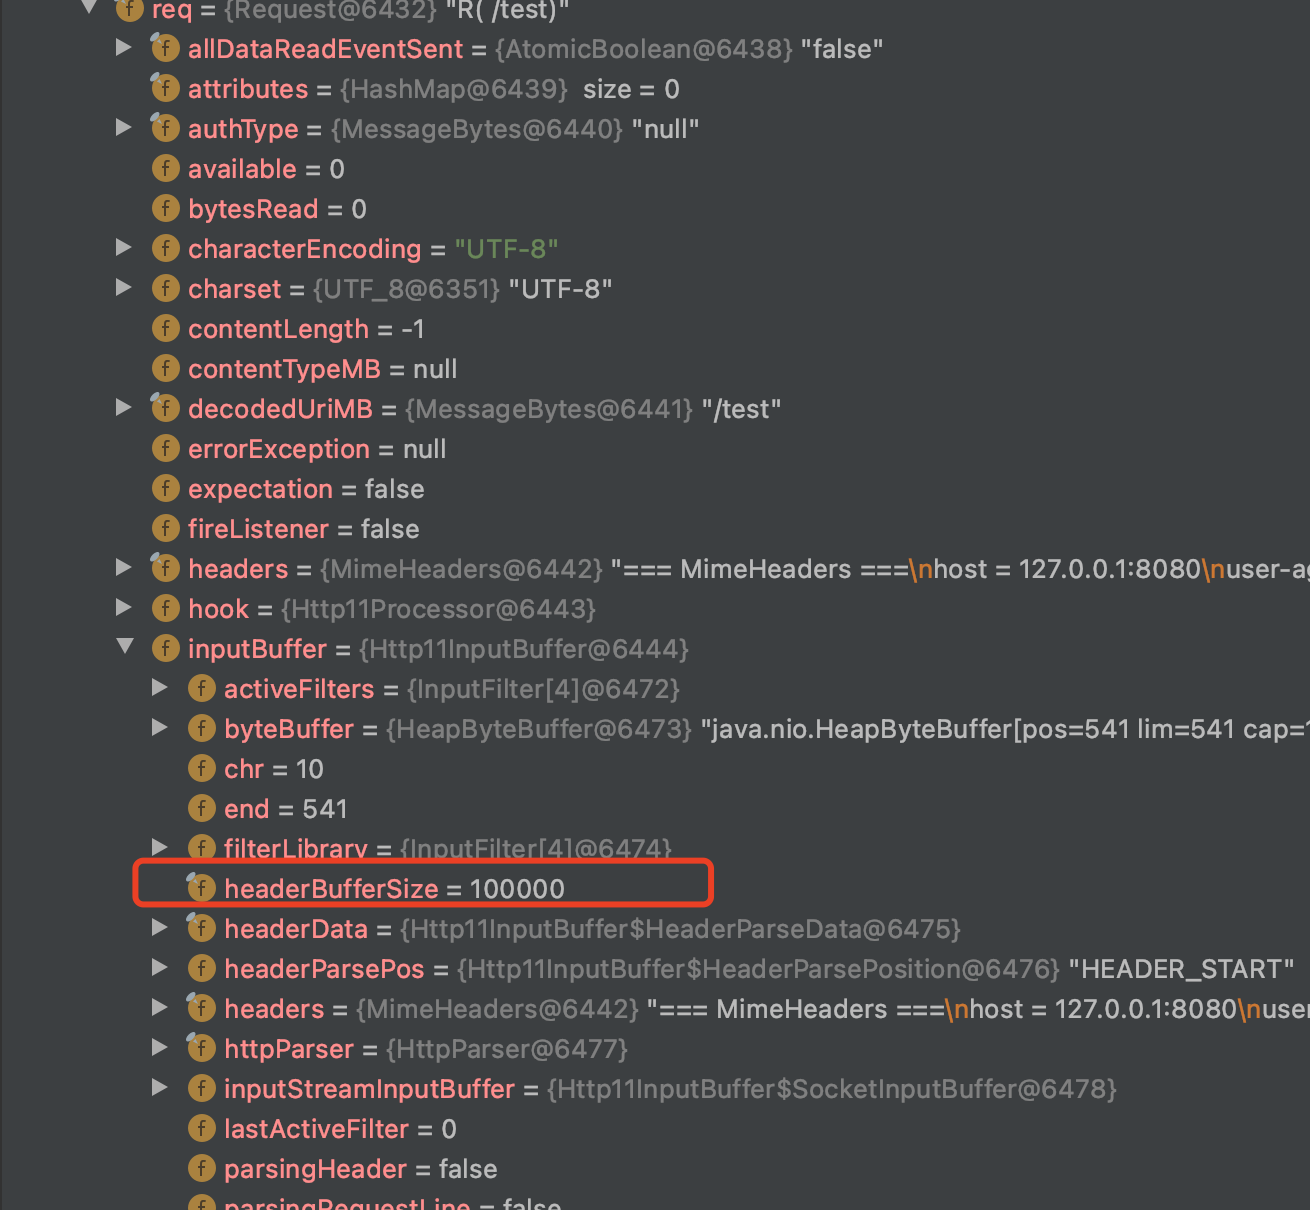 req = {Request@6432} "R( /test)"
allDataReadEventSent = {AtomicBoolean@6438} "false"
attributes = {HashMap@6439} size = 0
authType = {MessageBytes@6440} "null"
available = 0
bytesRead = 0
characterEncoding = "UTF-8"
charset = {UTF_8@6351} "UTF-8"
contentLength = -1
contentTypeMB = null
decodedUriMB = {MessageBytes@6441} "/test"
errorException = null
expectation = false
fireListener = false
headers = {MimeHeaders@6442} "=== MimeHeaders ===\nhost = 127.0.0.1:8080\nuser-ag
hook = {Http11Processor@6443}
inputBuffer = {Http11InputBuffer@6444}
activeFilters = {InputFilter[4]@6472}
byteBuffer = {HeapByteBuffer@6473} "java.nio.HeapByteBuffer[pos=541 lim=541 cap=1
chr = 10
end = 541
filterLibrary = {InputFilter[4]@6474}
headerBufferSize = 100000
headerData = {Http11InputBuffer$HeaderParseData@6475}
headerParsePos = {Http11InputBuffer$HeaderParsePosition@6476} "HEADER_START"
headers = {MimeHeaders@6442} "=== MimeHeaders ===\nhost = 127.0.0.1:8080\nuser
httpParser = {HttpParser@6477}
inputStreamInputBuffer = {Http11InputBuffer$SocketInputBuffer@6478}
lastActiveFilter = 0
parsingHeader = false
parsingRequestLine = false